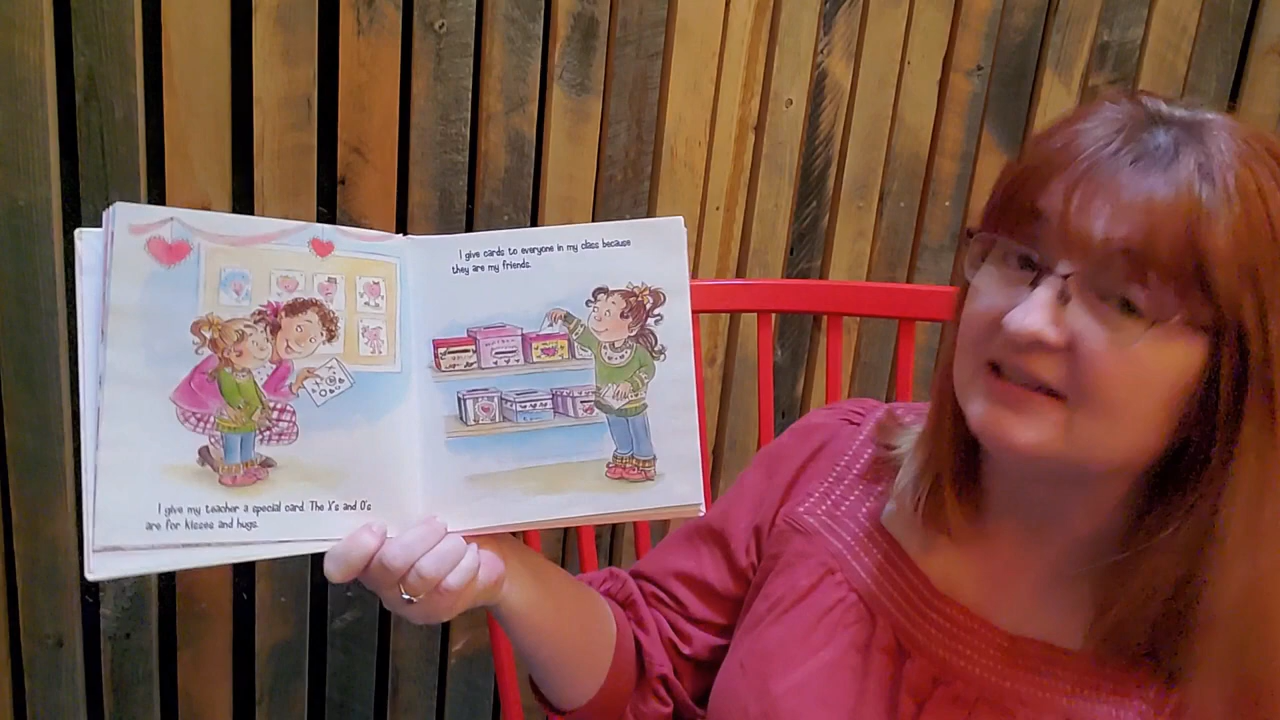 I give my teacher a special card. The X's and O's
are for kisses and hugs.
I give cards to everyone in my class because
they are my friends.